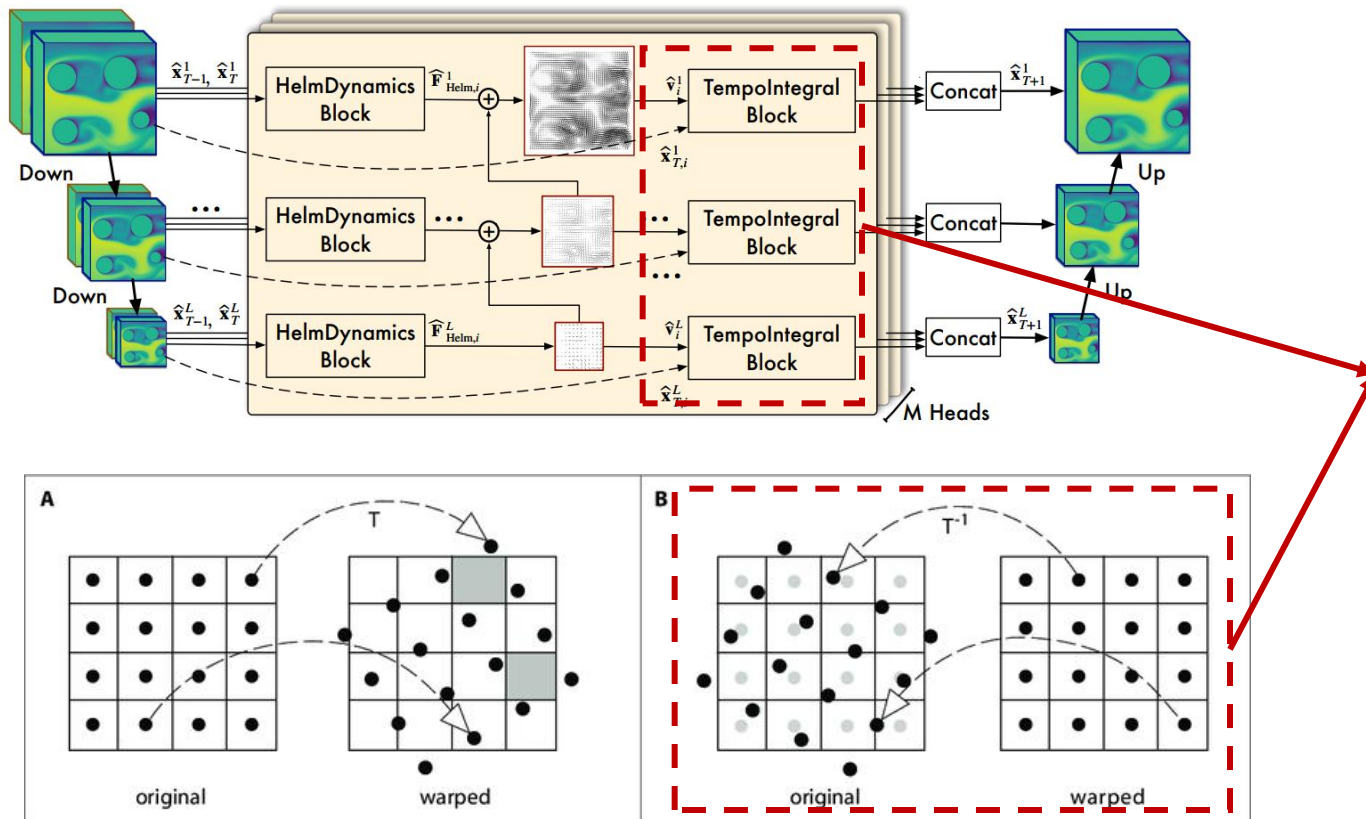 x̂¹_{T−1}, x̂¹_T
HelmDynamics
Block
F̂¹_{Helm,i}
+
v̂¹_i
TempoIntegral
Block
Concat
x̂¹_{T+1}
x̂¹_{T,i}
Down
Up
...
HelmDynamics
Block
...
+
..
TempoIntegral
Block
...
Concat
Down
Up
x̂ᴸ_{T−1}, x̂ᴸ_T
HelmDynamics
Block
F̂ᴸ_{Helm,i}
v̂ᴸ_i
TempoIntegral
Block
Concat
x̂ᴸ_{T+1}
x̂ᴸ_{T,i}
M Heads
A
T
original
warped
B
T⁻¹
original
warped